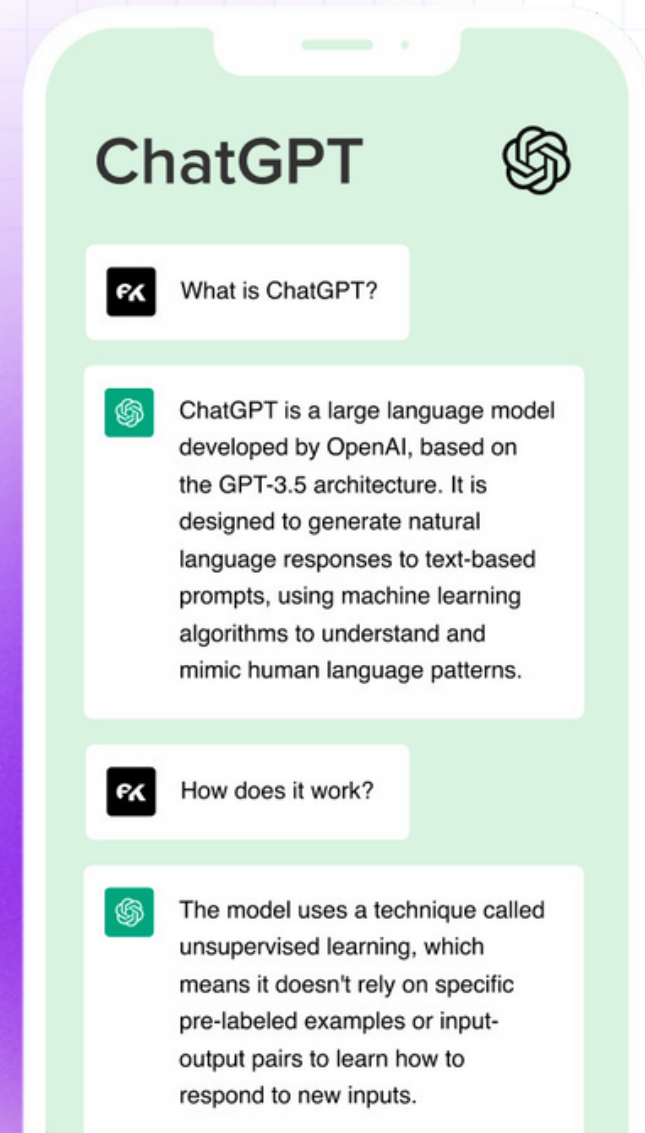 ChatGPT
What is ChatGPT?
ChatGPT is a large language model
developed by OpenAI, based on
the GPT-3.5 architecture. It is
designed to generate natural
language responses to text-based
prompts, using machine learning
algorithms to understand and
mimic human language patterns.
How does it work?
The model uses a technique called
unsupervised learning, which
means it doesn't rely on specific
pre-labeled examples or input-
output pairs to learn how to
respond to new inputs.